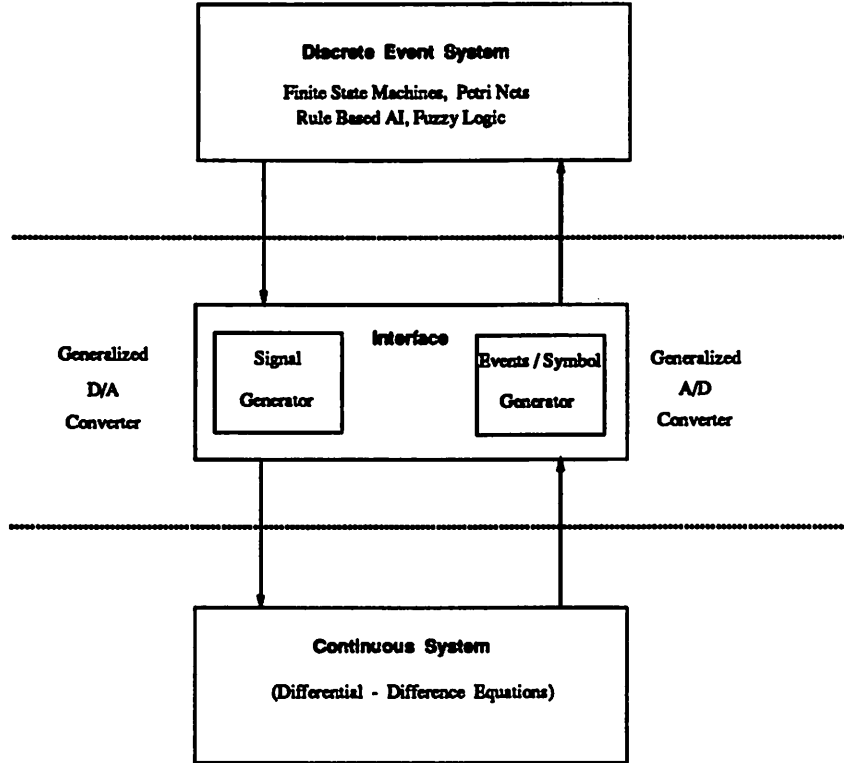 Discrete Event System
Finite State Machines, Petri Nets
Rule Based AI, Fuzzy Logic
Interface
Generalized
D/A
Converter
Signal
Generator
Events / Symbol
Generator
Generalized
A/D
Converter
Continuous System
(Differential - Difference Equations)